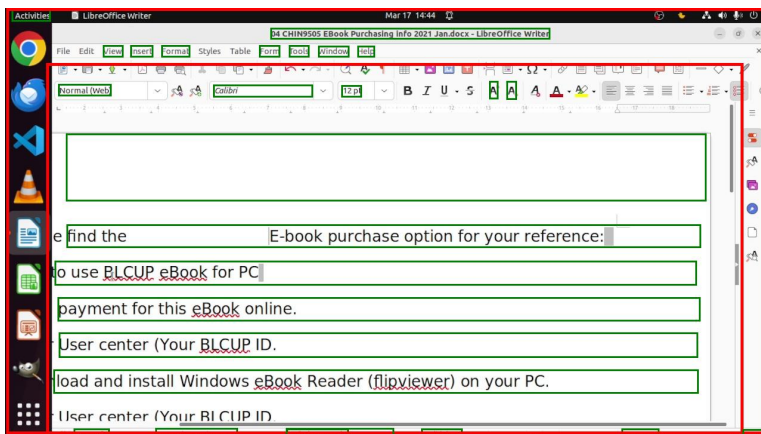 Activities LibreOffice Writer Mar 17 14:44
04 CHIN9505 EBook Purchasing info 2021 Jan.docx - LibreOffice Writer
File Edit View Insert Format Styles Table Form Tools Window Help
Normal (Web Calibri 12 pt
e find the E-book purchase option for your reference:
to use BLCUP eBook for PC
payment for this eBook online.
User center (Your BLCUP ID.
load and install Windows eBook Reader (flipviewer) on your PC.
User center (Your BLCUP ID.